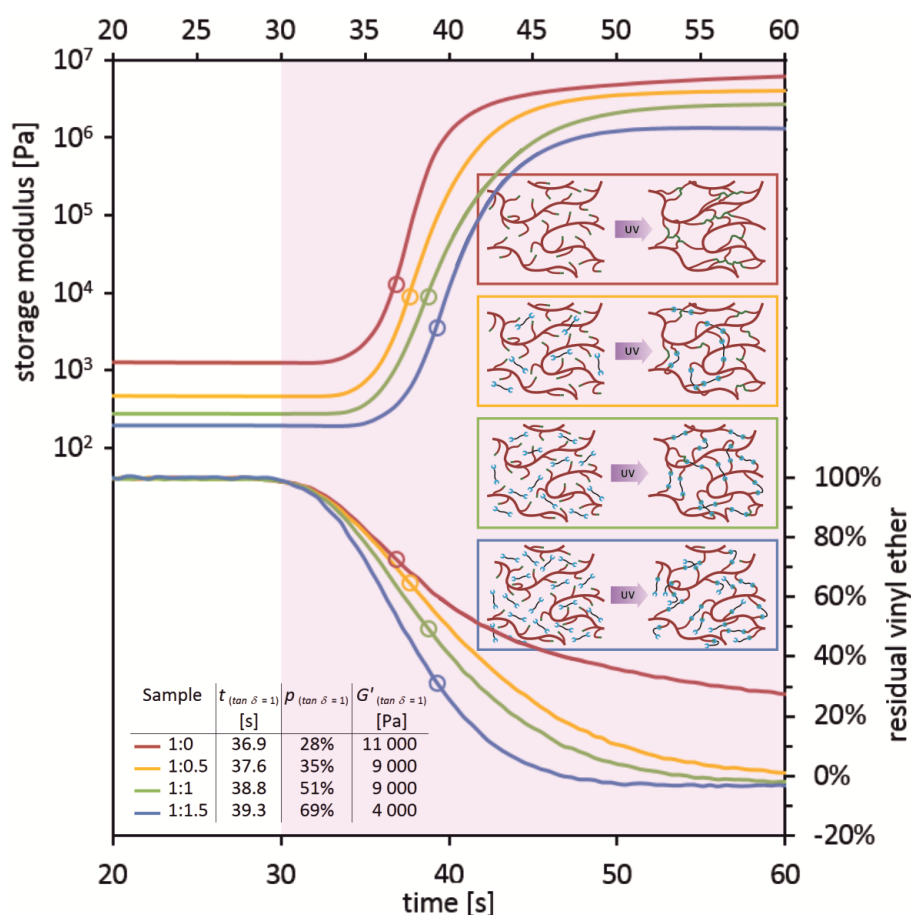 20 25 30 35 40 45 50 55 60
10⁷
10⁶
10⁵
10⁴
10³
10²
storage modulus [Pa]
UV
UV
UV
UV
100%
80%
60%
40%
20%
0%
-20%
residual vinyl ether
Sample t (tan δ = 1) [s] p (tan δ = 1) G' (tan δ = 1) [Pa]
1:0 36.9 28% 11 000
1:0.5 37.6 35% 9 000
1:1 38.8 51% 9 000
1:1.5 39.3 69% 4 000
20 30 40 50 60
time [s]